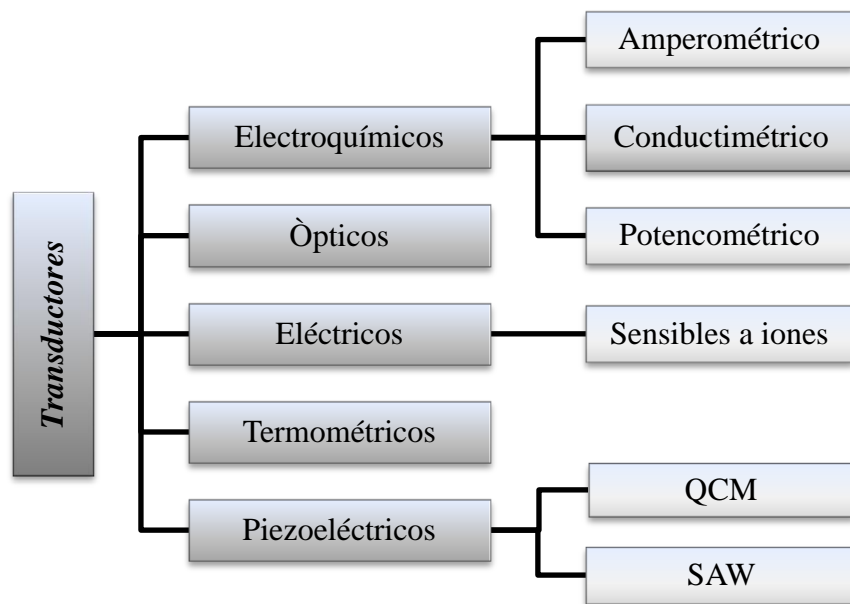 Transductores
Electroquímicos
Amperométrico
Conductimétrico
Potencométrico
Òpticos
Eléctricos
Sensibles a iones
Termométricos
Piezoeléctricos
QCM
SAW